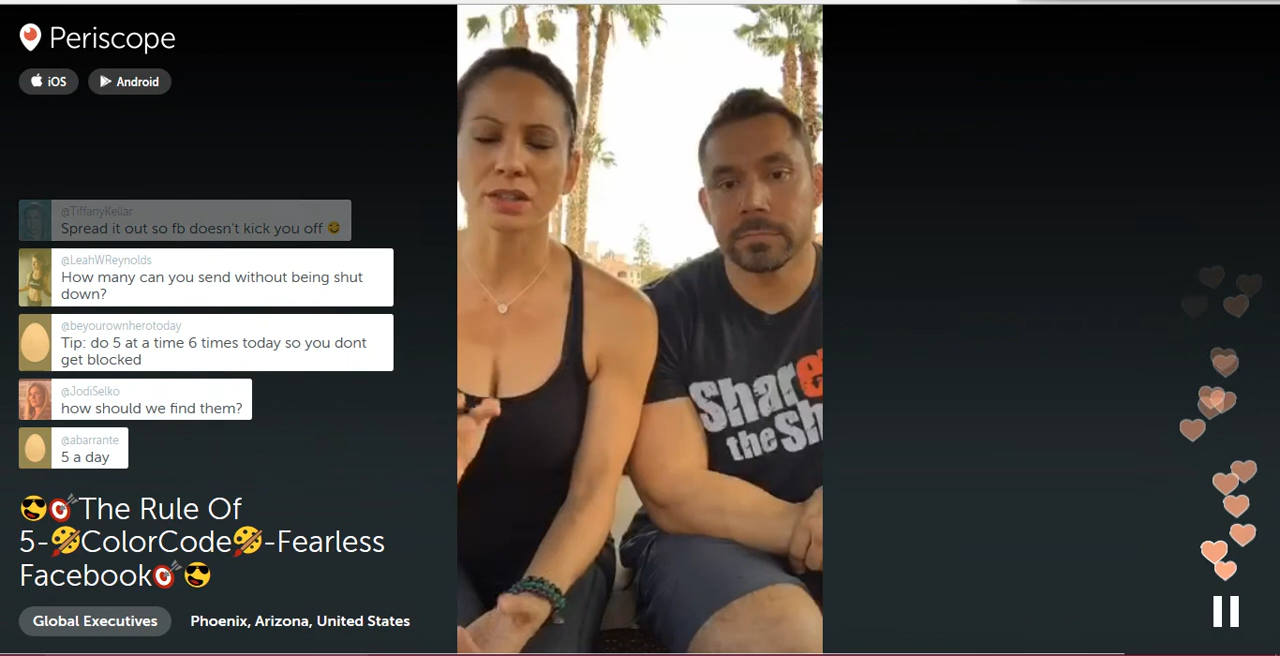 Periscope
iOS
Android
@TiffanyKellar
Spread it out so fb doesn't kick you off 😎
@LeahWReynolds
How many can you send without being shut
down?
@beyourownherotoday
Tip: do 5 at a time 6 times today so you dont
get blocked
@JodiSelko
how should we find them?
@abarrante
5 a day
😎🎯The Rule Of
5-🎨ColorCode🎨-Fearless
Facebook🎯😎
Global Executives
Phoenix, Arizona, United States
Share
the Sh